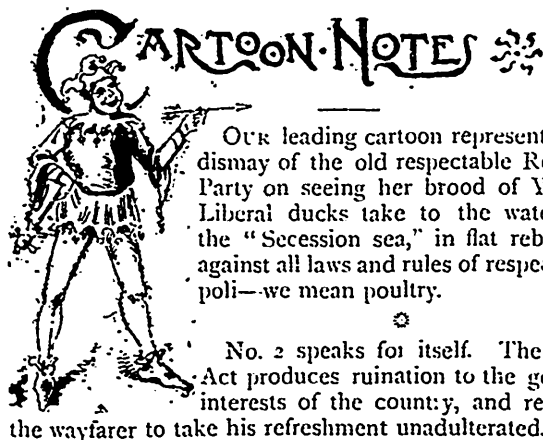 CARTOON·NOTES
OUR leading cartoon represent
dismay of the old respectable Re
Party on seeing her brood of Y
Liberal ducks take to the wate
the "Secession sea," in flat reb
against all laws and rules of respe
poli—we mean poultry.
No. 2 speaks for itself. The
Act produces ruination to the ge
interests of the country, and re
the wayfarer to take his refreshment unadulterated.